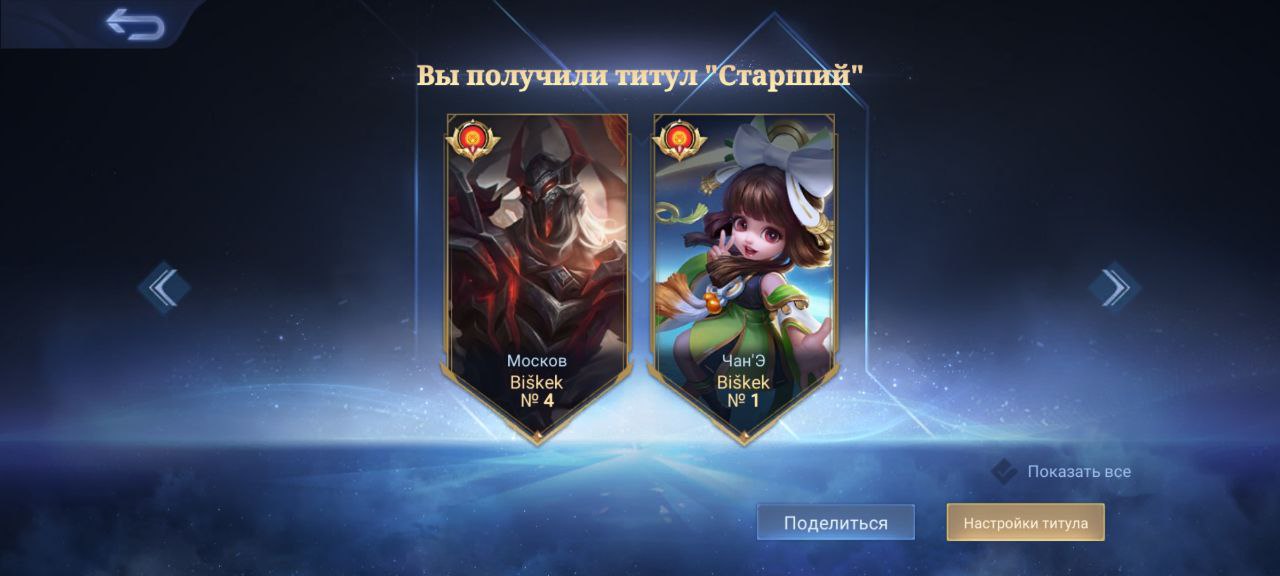 Вы получили титул "Старший"
Москов
Biškek
№ 4
Чан'Э
Biškek
№ 1
Показать все
Поделиться
Настройки титула